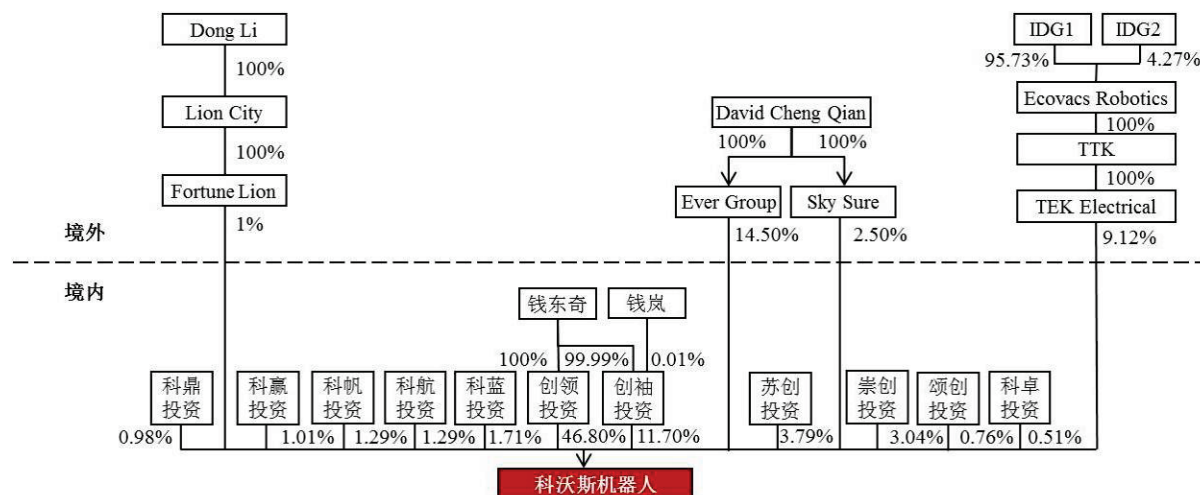 Dong Li
IDG1
IDG2
100%
95.73%
4.27%
Lion City
David Cheng Qian
Ecovacs Robotics
100%
100%
100%
100%
TTK
100%
Fortune Lion
Ever Group
Sky Sure
TEK Electrical
1%
14.50%
2.50%
9.12%
境外
境内
钱东奇
钱岚
100%
99.99%
0.01%
科鼎
投资
科赢
投资
科帆
投资
科航
投资
科蓝
投资
创领
投资
创袖
投资
苏创
投资
崇创
投资
颂创
投资
科卓
投资
0.98%
1.01%
1.29%
1.29%
1.71%
46.80%
11.70%
3.79%
3.04%
0.76%
0.51%
科沃斯机器人